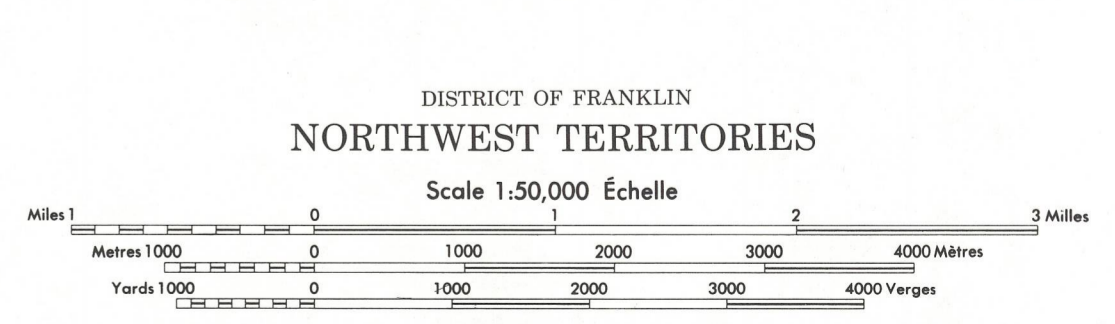 DISTRICT OF FRANKLIN
NORTHWEST TERRITORIES
Scale 1:50,000 Échelle
Miles 1 0 1 2 3 Milles
Metres 1000 0 1000 2000 3000 4000 Mètres
Yards 1000 0 1000 2000 3000 4000 Verges